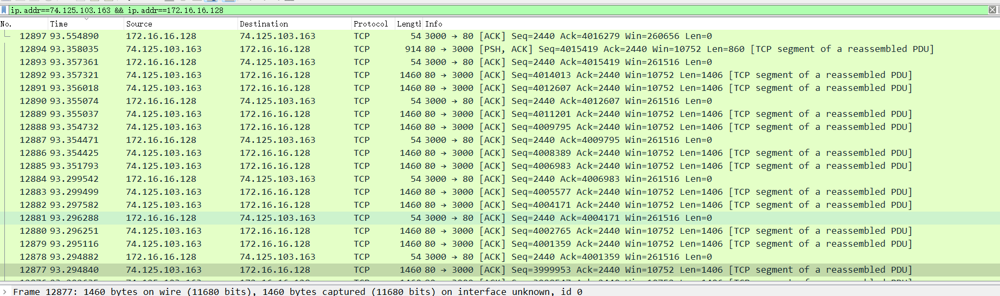 ip.addr==74.125.103.163 && ip.addr==172.16.16.128
No. Time Source Destination Protocol Lengtl Info
12897 93.554890 172.16.16.128 74.125.103.163 TCP 54 3000 → 80 [ACK] Seq=2440 Ack=4016279 Win=260656 Len=0
12894 93.358035 74.125.103.163 172.16.16.128 TCP 914 80 → 3000 [PSH, ACK] Seq=4015419 Ack=2440 Win=10752 Len=860 [TCP segment of a reassembled PDU]
12893 93.357361 172.16.16.128 74.125.103.163 TCP 54 3000 → 80 [ACK] Seq=2440 Ack=4015419 Win=261516 Len=0
12892 93.357321 74.125.103.163 172.16.16.128 TCP 1460 80 → 3000 [ACK] Seq=4014013 Ack=2440 Win=10752 Len=1406 [TCP segment of a reassembled PDU]
12891 93.356018 74.125.103.163 172.16.16.128 TCP 1460 80 → 3000 [ACK] Seq=4012607 Ack=2440 Win=10752 Len=1406 [TCP segment of a reassembled PDU]
12890 93.355074 172.16.16.128 74.125.103.163 TCP 54 3000 → 80 [ACK] Seq=2440 Ack=4012607 Win=261516 Len=0
12889 93.355037 74.125.103.163 172.16.16.128 TCP 1460 80 → 3000 [ACK] Seq=4011201 Ack=2440 Win=10752 Len=1406 [TCP segment of a reassembled PDU]
12888 93.354732 74.125.103.163 172.16.16.128 TCP 1460 80 → 3000 [ACK] Seq=4009795 Ack=2440 Win=10752 Len=1406 [TCP segment of a reassembled PDU]
12887 93.354471 172.16.16.128 74.125.103.163 TCP 54 3000 → 80 [ACK] Seq=2440 Ack=4009795 Win=261516 Len=0
12886 93.354425 74.125.103.163 172.16.16.128 TCP 1460 80 → 3000 [ACK] Seq=4008389 Ack=2440 Win=10752 Len=1406 [TCP segment of a reassembled PDU]
12885 93.351793 74.125.103.163 172.16.16.128 TCP 1460 80 → 3000 [ACK] Seq=4006983 Ack=2440 Win=10752 Len=1406 [TCP segment of a reassembled PDU]
12884 93.299542 172.16.16.128 74.125.103.163 TCP 54 3000 → 80 [ACK] Seq=2440 Ack=4006983 Win=261516 Len=0
12883 93.299499 74.125.103.163 172.16.16.128 TCP 1460 80 → 3000 [ACK] Seq=4005577 Ack=2440 Win=10752 Len=1406 [TCP segment of a reassembled PDU]
12882 93.297582 74.125.103.163 172.16.16.128 TCP 1460 80 → 3000 [ACK] Seq=4004171 Ack=2440 Win=10752 Len=1406 [TCP segment of a reassembled PDU]
12881 93.296288 172.16.16.128 74.125.103.163 TCP 54 3000 → 80 [ACK] Seq=2440 Ack=4004171 Win=261516 Len=0
12880 93.296251 74.125.103.163 172.16.16.128 TCP 1460 80 → 3000 [ACK] Seq=4002765 Ack=2440 Win=10752 Len=1406 [TCP segment of a reassembled PDU]
12879 93.295116 74.125.103.163 172.16.16.128 TCP 1460 80 → 3000 [ACK] Seq=4001359 Ack=2440 Win=10752 Len=1406 [TCP segment of a reassembled PDU]
12878 93.294882 172.16.16.128 74.125.103.163 TCP 54 3000 → 80 [ACK] Seq=2440 Ack=4001359 Win=261516 Len=0
12877 93.294840 74.125.103.163 172.16.16.128 TCP 1460 80 → 3000 [ACK] Seq=3999953 Ack=2440 Win=10752 Len=1406 [TCP segment of a reassembled PDU]
Frame 12877: 1460 bytes on wire (11680 bits), 1460 bytes captured (11680 bits) on interface unknown, id 0